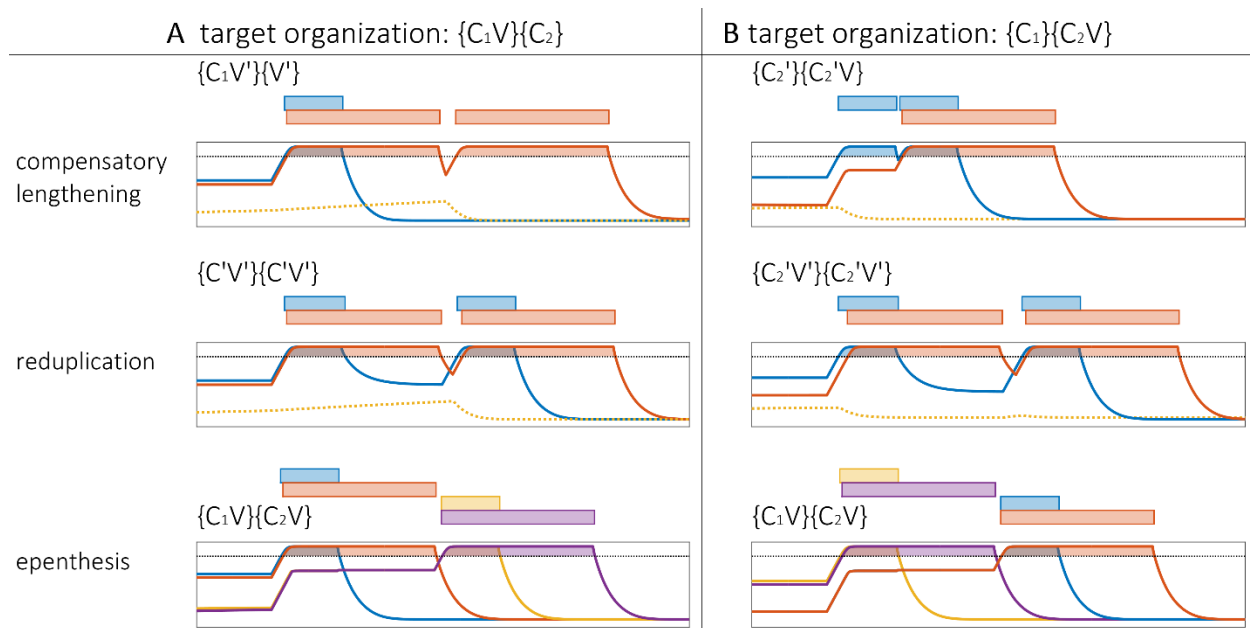 A target organization: {C₁V}{C₂}
B target organization: {C₁}{C₂V}
{C₁V'}{V'}
{C₂'}{C₂'V}
compensatory
lengthening
{C'V'}{C'V'}
{C₂'V'}{C₂'V'}
reduplication
{C₁V}{C₂V}
{C₁V}{C₂V}
epenthesis